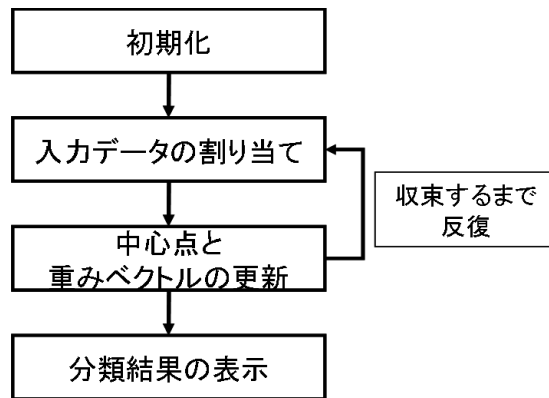 初期化
入力データの割り当て
中心点と
重みベクトルの更新
収束するまで
反復
分類結果の表示